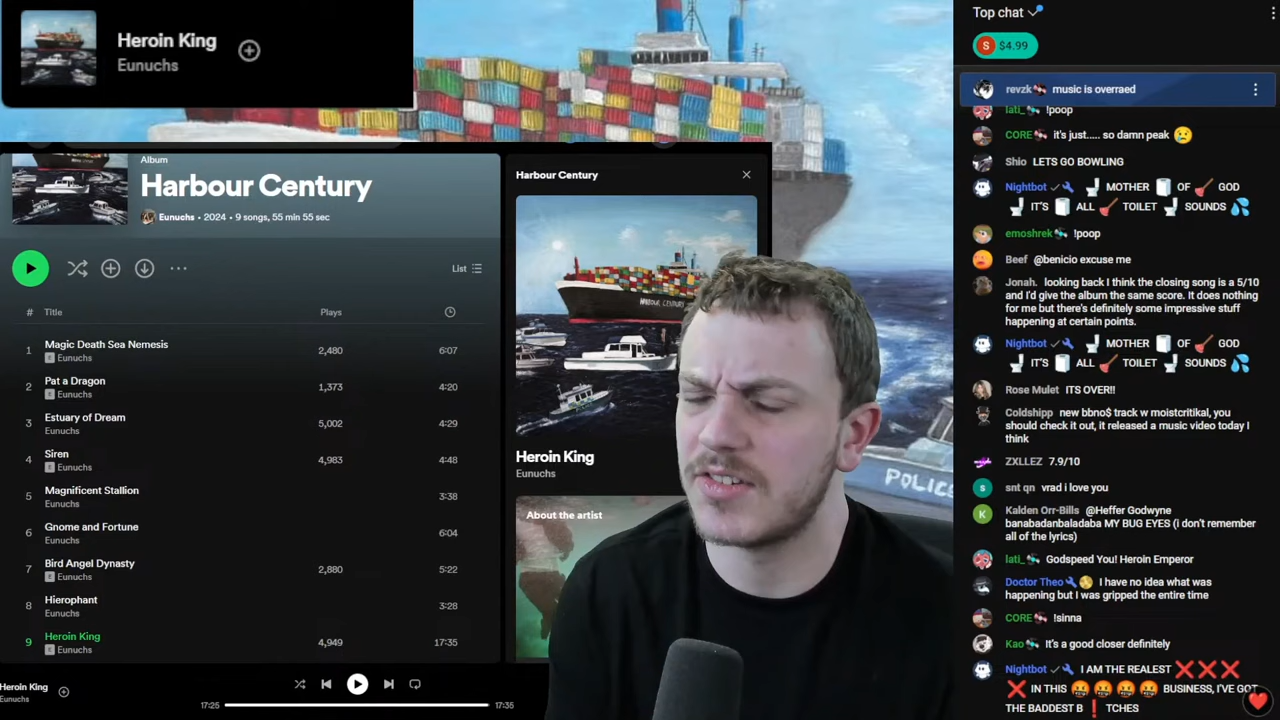 Heroin King
Eunuchs
Album
Harbour Century
Eunuchs • 2024 • 9 songs, 55 min 55 sec
List
# Title Plays
1 Magic Death Sea Nemesis 2,480 6:07
E Eunuchs
2 Pat a Dragon 1,373 4:20
E Eunuchs
3 Estuary of Dream 5,002 4:29
Eunuchs
4 Siren 4,983 4:48
E Eunuchs
5 Magnificent Stallion 3:38
Eunuchs
6 Gnome and Fortune 6:04
Eunuchs
7 Bird Angel Dynasty 2,880 5:22
E Eunuchs
8 Hierophant 3:28
Eunuchs
9 Heroin King 4,949 17:35
E Eunuchs
Harbour Century
HARBOUR CENTURY
Heroin King
Eunuchs
About the artist
POLICE
Heroin King
Eunuchs
17:25 17:35
Top chat
S $4.99
revzk music is overraed
lati_ !poop
CORE it's just..... so damn peak 😢
Shio LETS GO BOWLING
Nightbot 🚽 MOTHER 🧻 OF 🪠 GOD
🚽 IT'S 🧻 ALL 🪠 TOILET 🚽 SOUNDS 💦
emoshrek !poop
Beef @benicio excuse me
Jonah. looking back I think the closing song is a 5/10
and I'd give the album the same score. It does nothing
for me but there's definitely some impressive stuff
happening at certain points.
Nightbot 🚽 MOTHER 🧻 OF 🪠 GOD
🚽 IT'S 🧻 ALL 🪠 TOILET 🚽 SOUNDS 💦
Rose Mulet ITS OVER!!
Coldshipp new bbno$ track w moistcritikal, you
should check it out, it released a music video today I
think
ZXLLEZ 7.9/10
s snt qn vrad i love you
K Kalden Orr-Bills @Heffer Godwyne
banabadanbaladaba MY BUG EYES (i don't remember
all of the lyrics)
lati_ Godspeed You! Heroin Emperor
Doctor Theo I have no idea what was
happening but I was gripped the entire time
CORE !sinna
Kao It's a good closer definitely
Nightbot I AM THE REALEST ❌❌❌
❌ IN THIS 🤬🤬🤬🤬 BUSINESS, I'VE GOT
THE BADDEST B❗TCHES